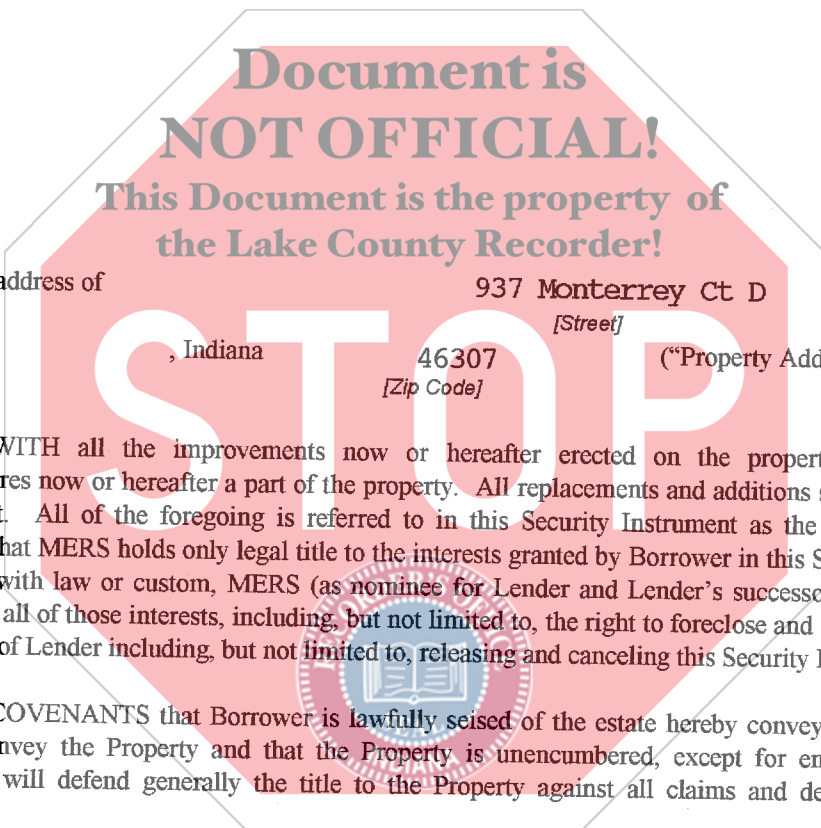 Document is
NOT OFFICIAL!
This Document is the property of
the Lake County Recorder!
address of 937 Monterrey Ct D
[Street]
, Indiana 46307 ("Property Add
[Zip Code]
STOP
WITH all the improvements now or hereafter erected on the propert
res now or hereafter a part of the property. All replacements and additions s
t. All of the foregoing is referred to in this Security Instrument as the
hat MERS holds only legal title to the interests granted by Borrower in this S
with law or custom, MERS (as nominee for Lender and Lender's successo
all of those interests, including, but not limited to, the right to foreclose and
of Lender including, but not limited to, releasing and canceling this Security I
COVENANTS that Borrower is lawfully seised of the estate hereby convey
nvey the Property and that the Property is unencumbered, except for en
will defend generally the title to the Property against all claims and de